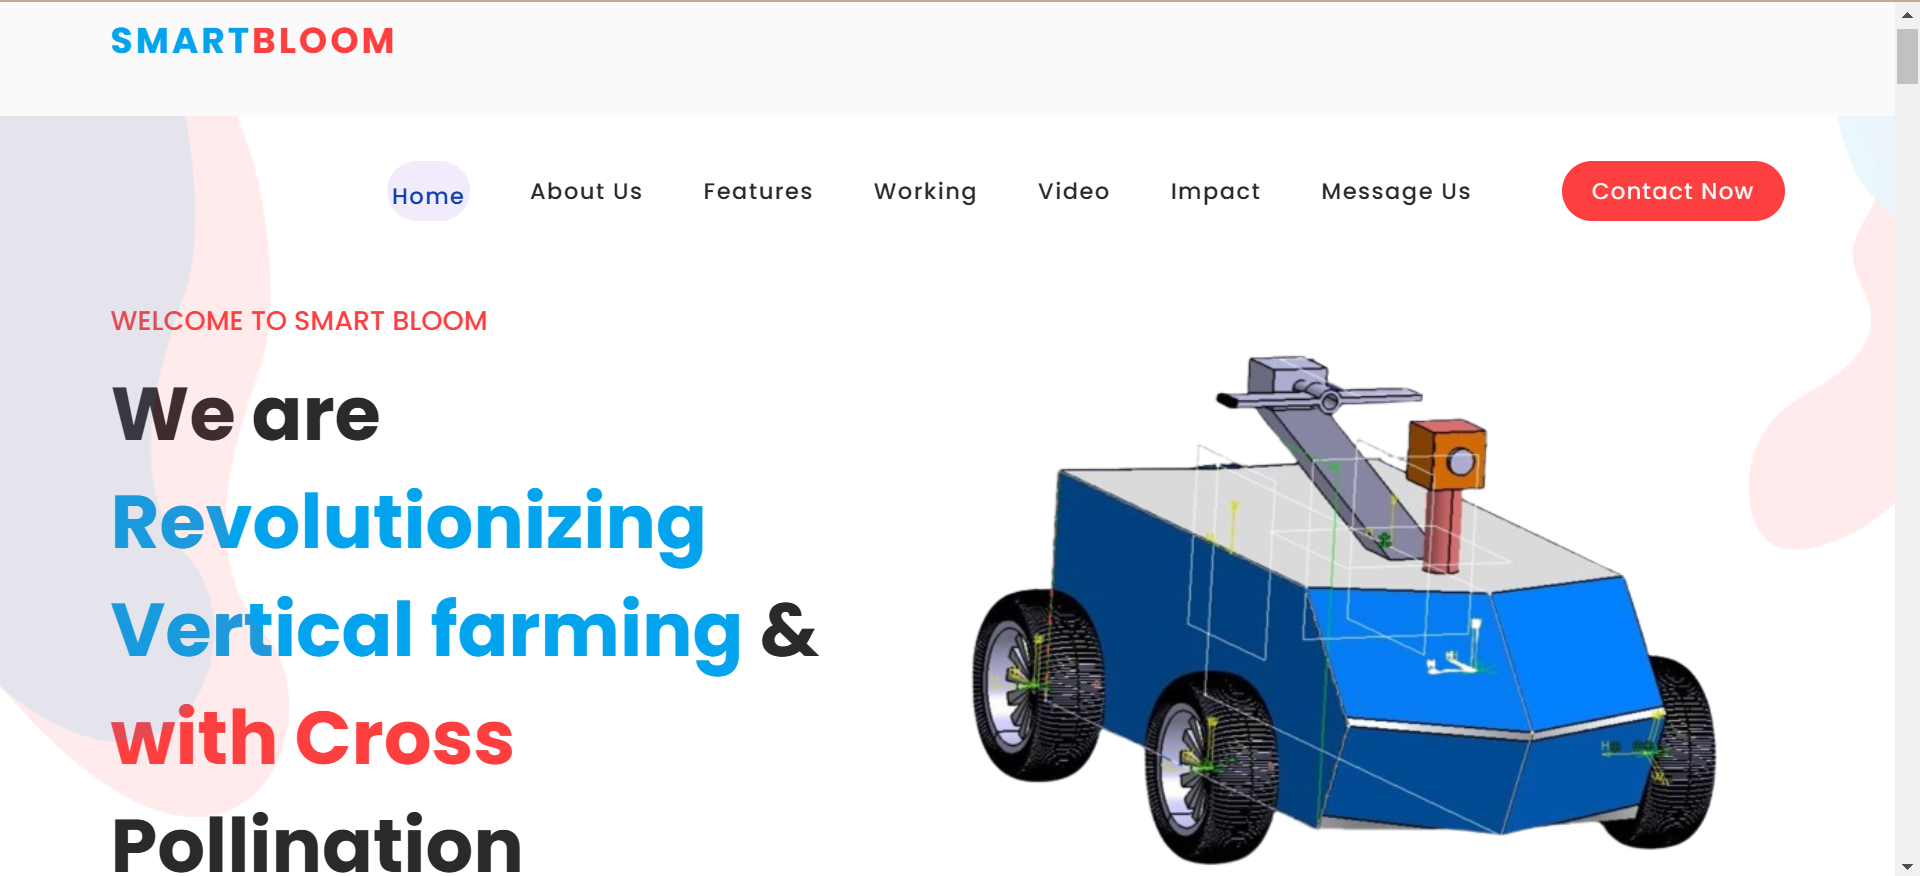 SMARTBLOOM
Home About Us Features Working Video Impact Message Us Contact Now
WELCOME TO SMART BLOOM
We are
Revolutionizing
Vertical farming &
with Cross
Pollination